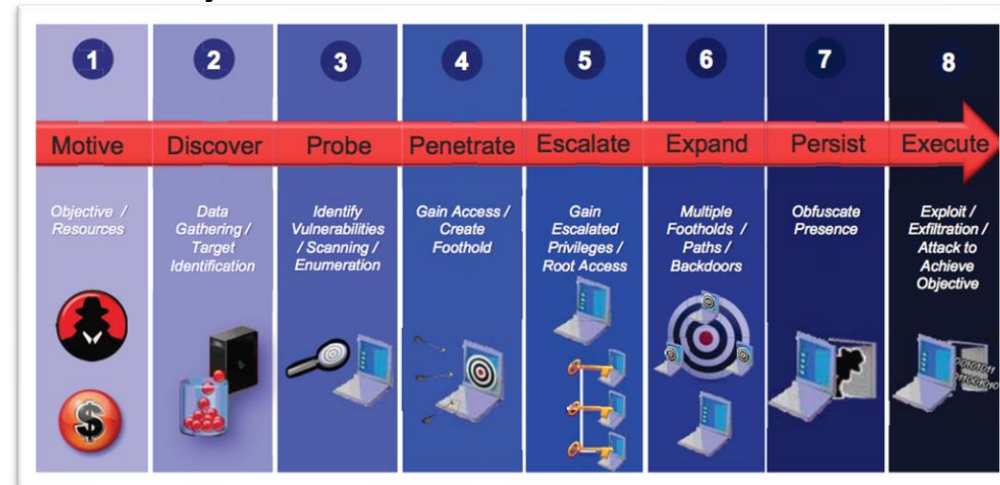 1 2 3 4 5 6 7 8
Motive Discover Probe Penetrate Escalate Expand Persist Execute
Objective /
Resources
Data
Gathering /
Target
Identification
Identify
Vulnerabilities
/ Scanning /
Enumeration
Gain Access /
Create
Foothold
Gain
Escalated
Privileges /
Root Access
Multiple
Footholds /
Paths /
Backdoors
Obfuscate
Presence
Exploit /
Exfiltration /
Attack to
Achieve
Objective
$